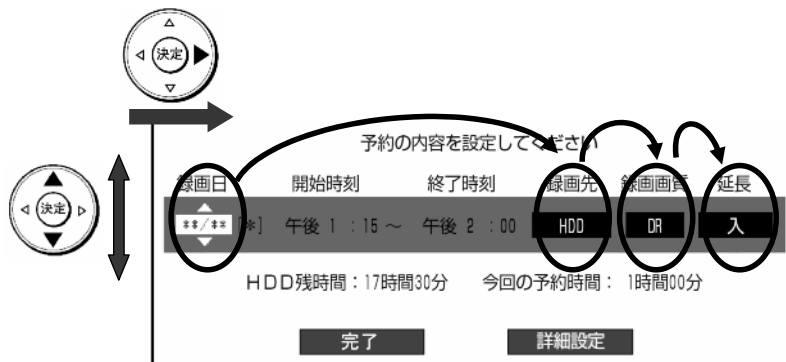 決定
予約の内容を設定してください
録画日 開始時刻 終了時刻 録画先 録画画質 延長
決定
**/** [*] 午後 1 : 15 ~ 午後 2 : 00 HDD DR 入
HDD残時間：17時間30分 今回の予約時間： 1時間00分
完了 詳細設定